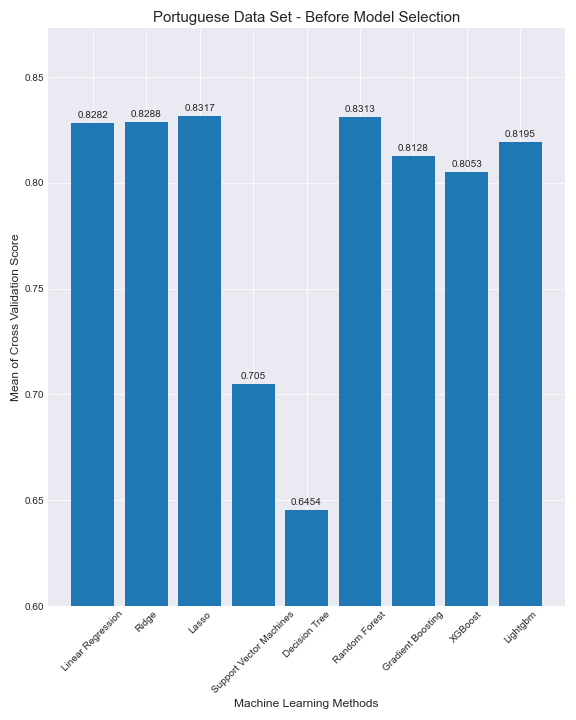 Portuguese Data Set - Before Model Selection
Mean of Cross Validation Score
0.85
0.80
0.75
0.70
0.65
0.60
0.8282
0.8288
0.8317
0.705
0.6454
0.8313
0.8128
0.8053
0.8195
Linear Regression
Ridge
Lasso
Support Vector Machines
Decision Tree
Random Forest
Gradient Boosting
XGBoost
Lightgbm
Machine Learning Methods